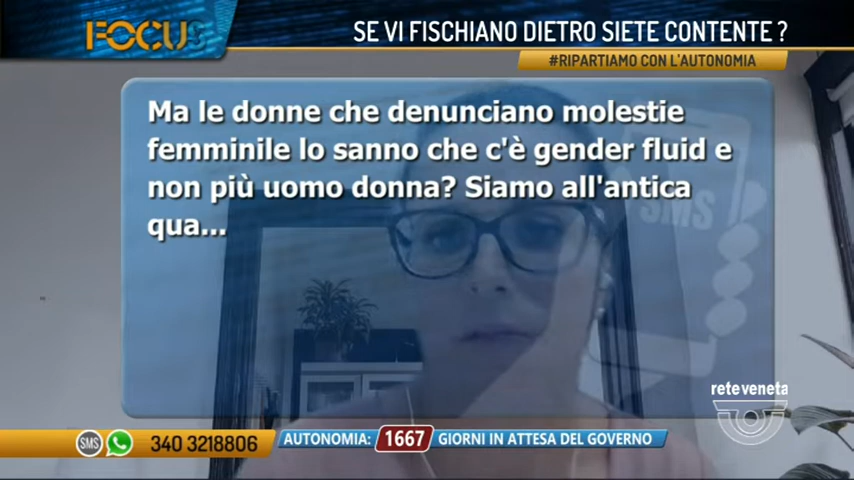 FOCUS
SE VI FISCHIANO DIETRO SIETE CONTENTE ?
#RIPARTIAMO CON L'AUTONOMIA
Ma le donne che denunciano molestie
femminile lo sanno che c'è gender fluid e
non più uomo donna? Siamo all'antica
qua...
SMS
reteveneta
SMS 340 3218806
AUTONOMIA: 1667 GIORNI IN ATTESA DEL GOVERNO